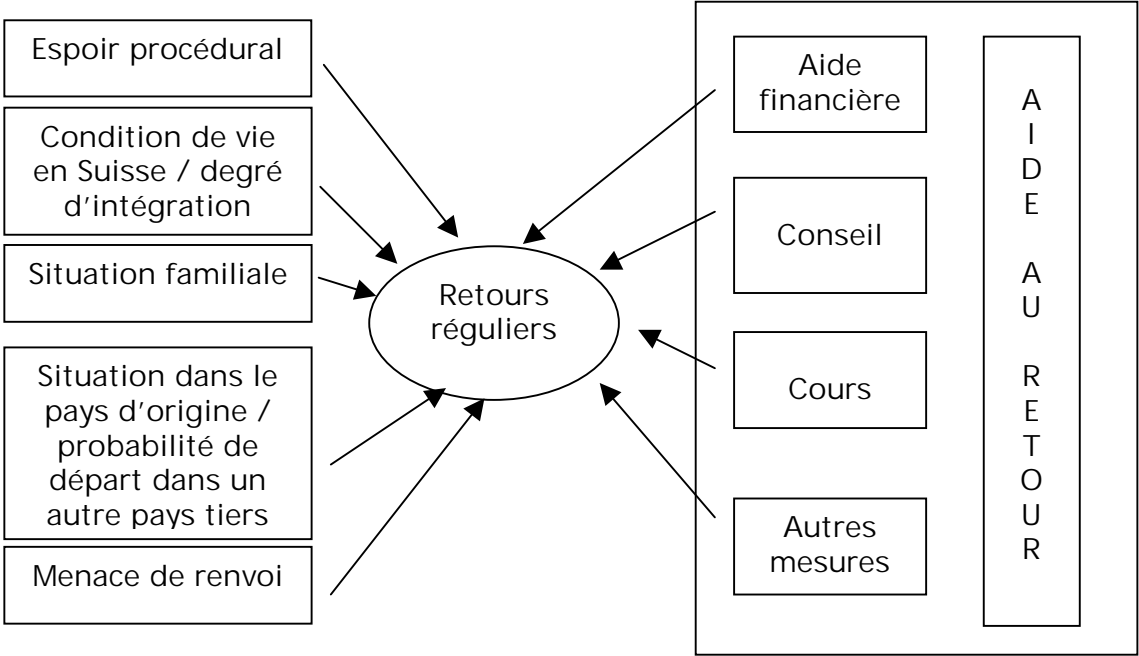 Espoir procédural
Condition de vie
en Suisse / degré
d'intégration
Situation familiale
Situation dans le
pays d'origine /
probabilité de
départ dans un
autre pays tiers
Menace de renvoi
Retours
réguliers
Aide
financière
Conseil
Cours
Autres
mesures
A
I
D
E
A
U
R
E
T
O
U
R